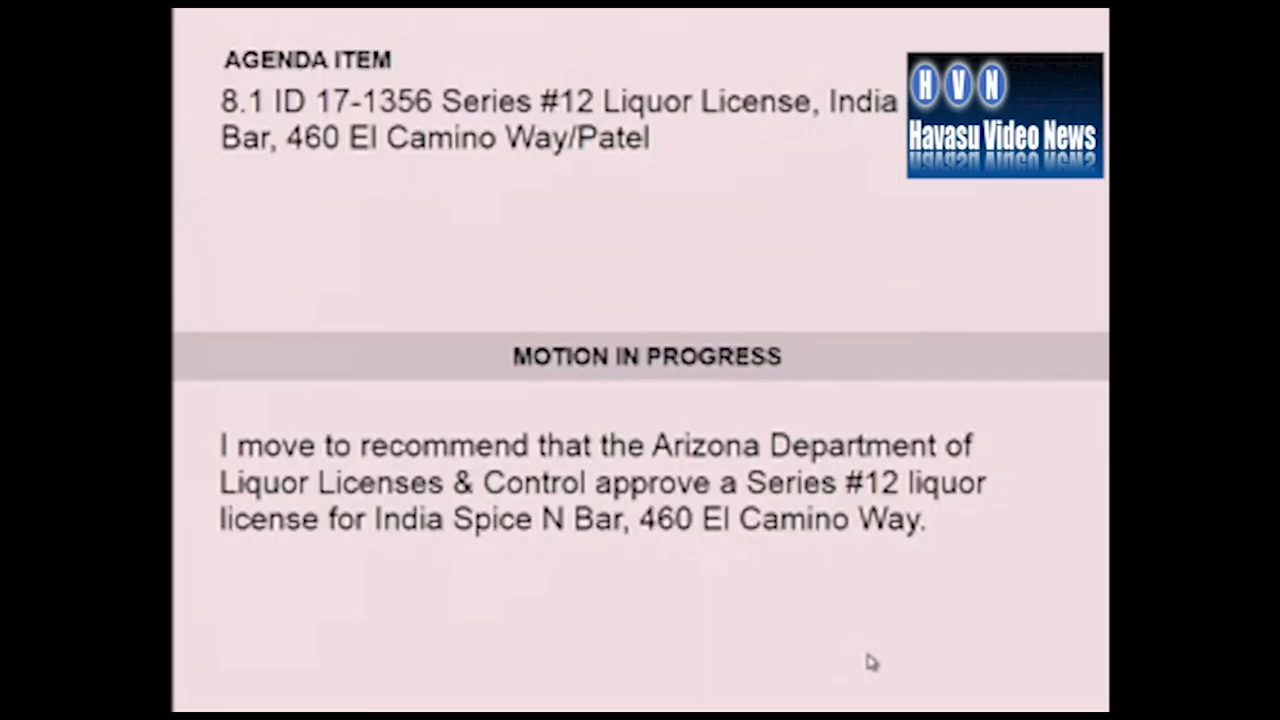 AGENDA ITEM
8.1 ID 17-1356 Series #12 Liquor License, India
Bar, 460 El Camino Way/Patel
H V N
Havasu Video News
MOTION IN PROGRESS
I move to recommend that the Arizona Department of
Liquor Licenses & Control approve a Series #12 liquor
license for India Spice N Bar, 460 El Camino Way.